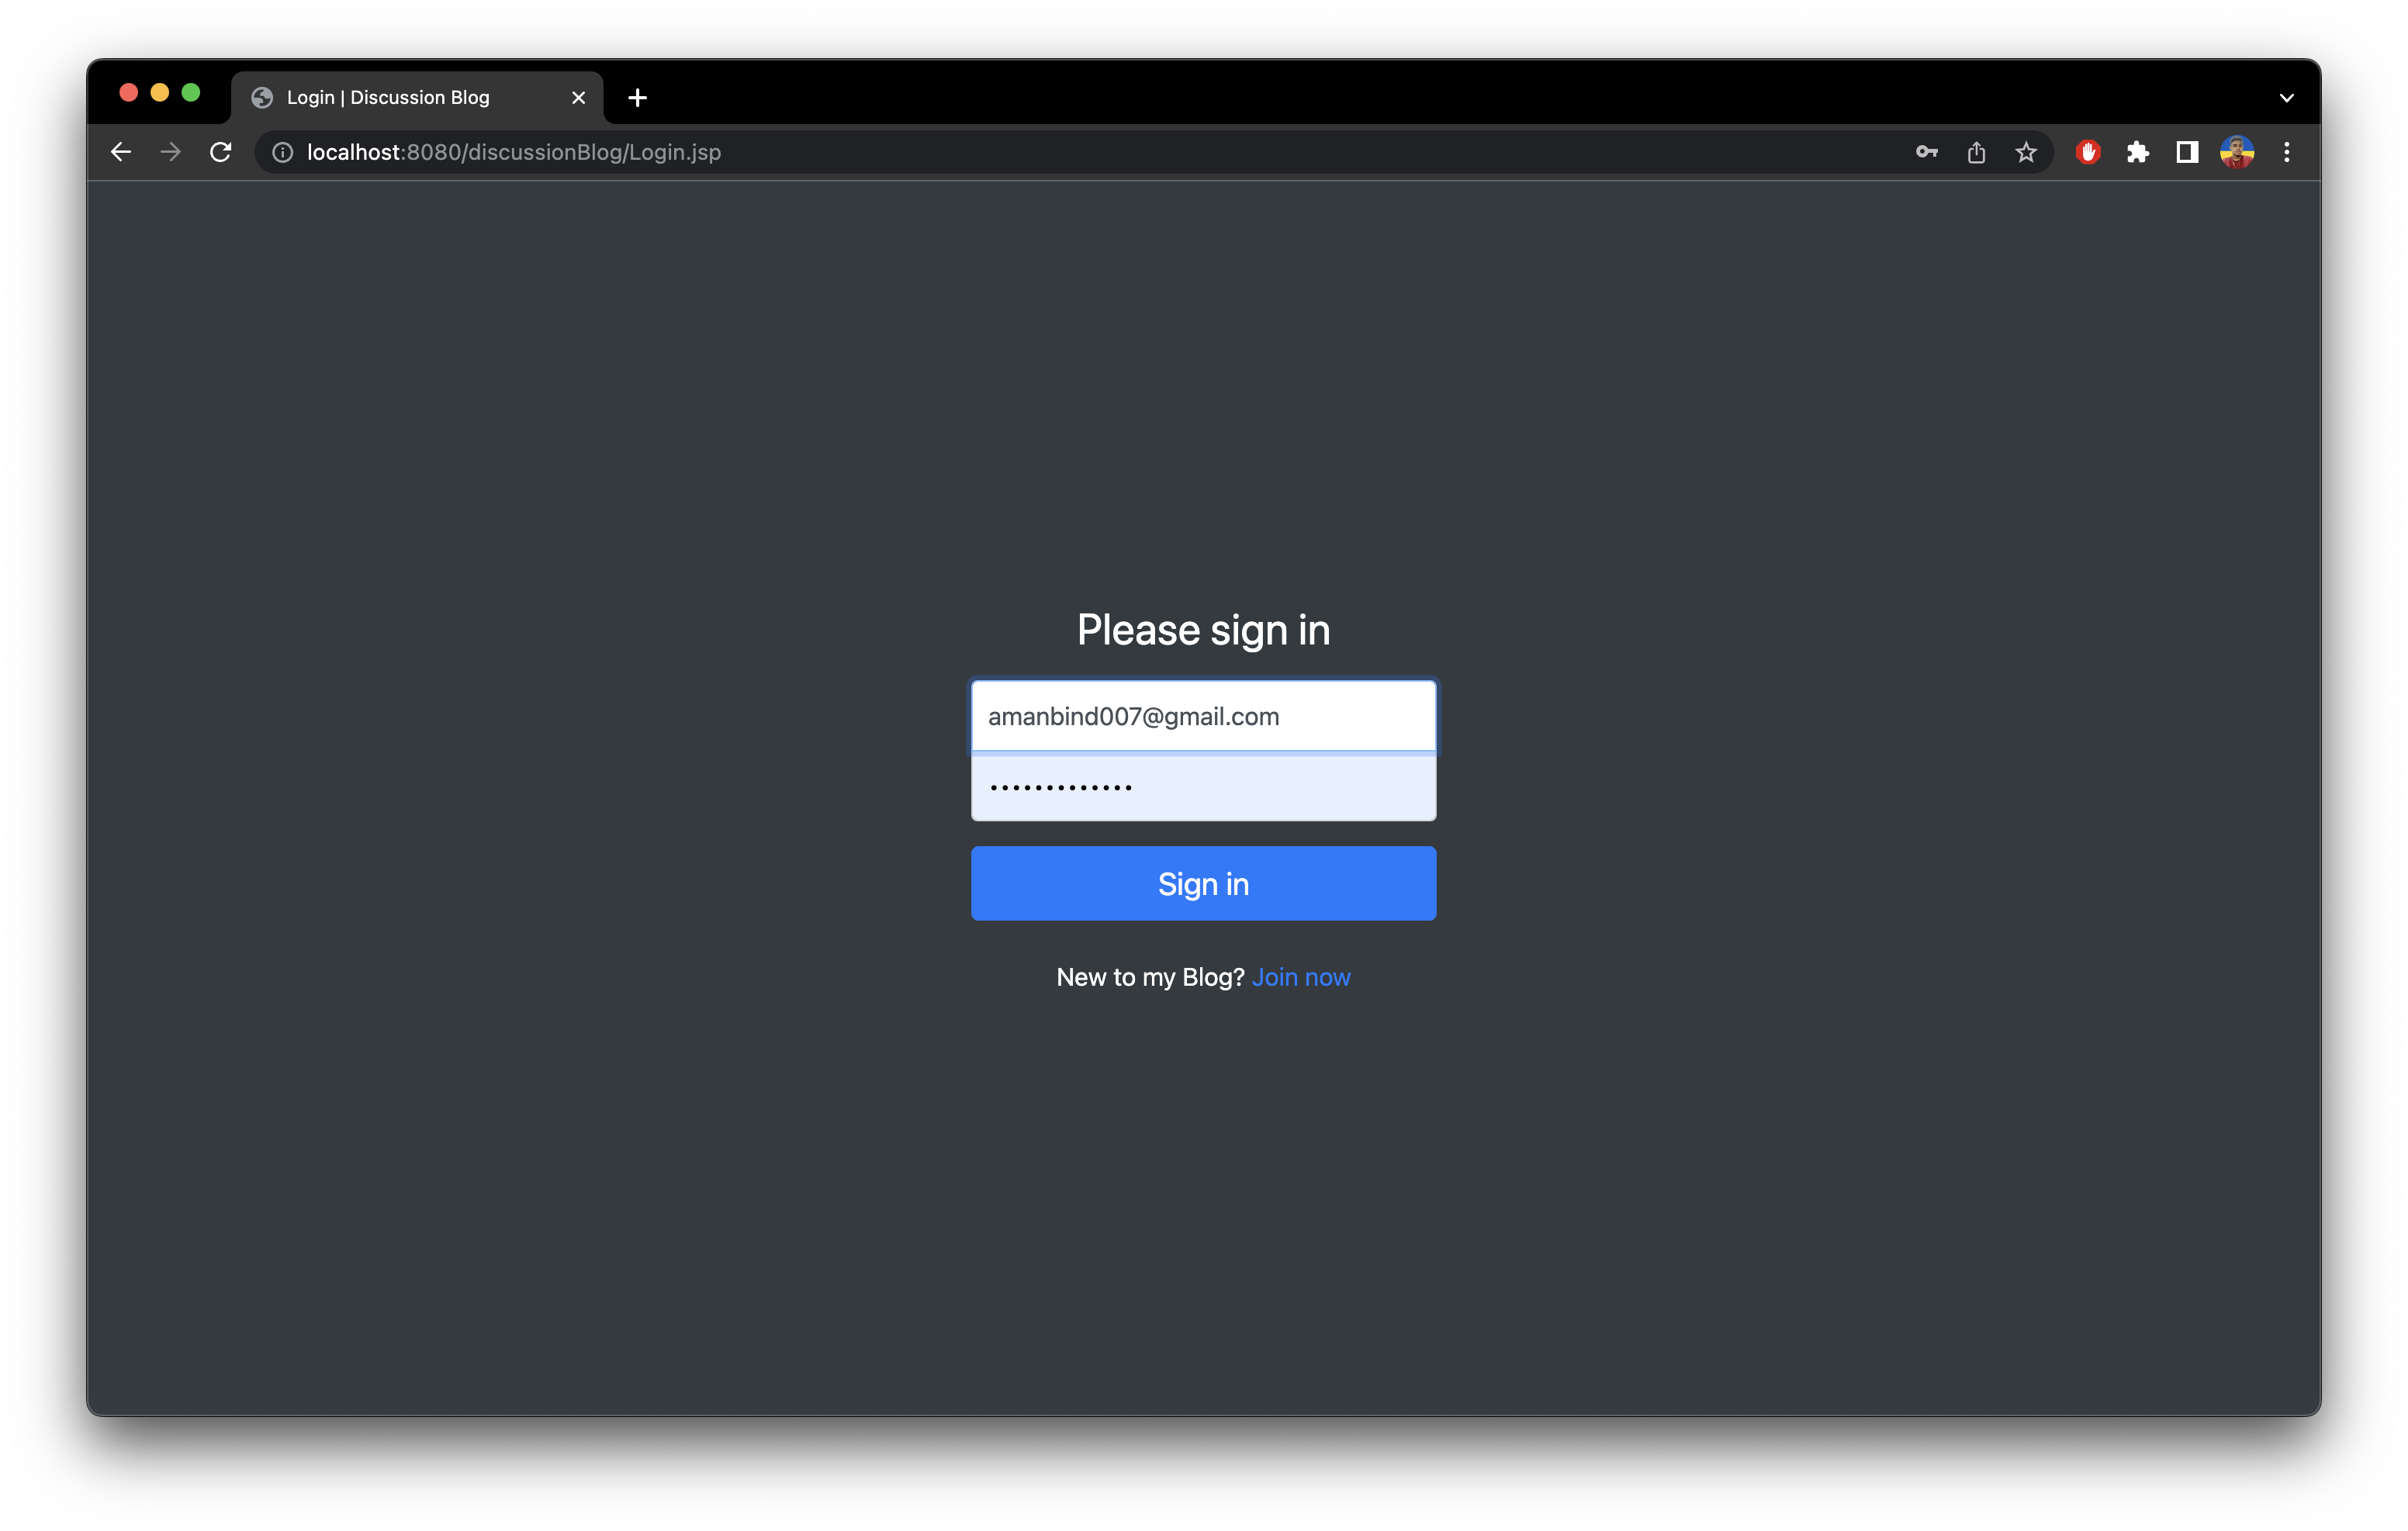 Login | Discussion Blog
localhost:8080/discussionBlog/Login.jsp
Please sign in
amanbind007@gmail.com
•••••••••••••
Sign in
New to my Blog? Join now